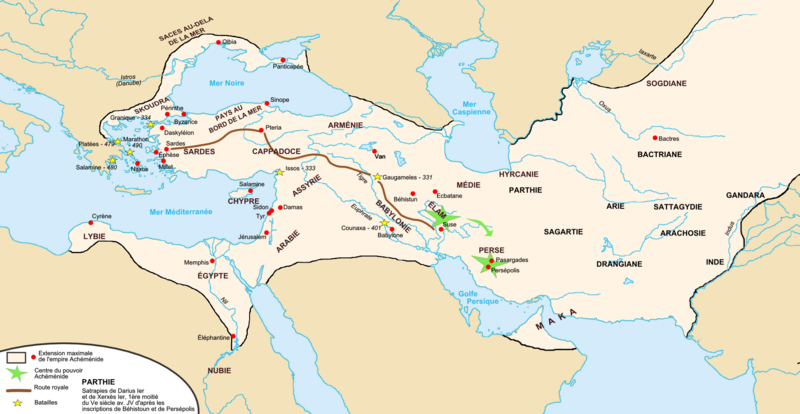 SACES AU-DELA
DE LA MER
Olbia
Panticapée
Istros
(Danube)
Mer Noire
Iaxarte
SOGDIANE
Mer
Caspienne
Oxus
SKOUDRA
Périnthe
Granique - 334
Byzance
PAYS AU
BORD DE LA MER
Sinope
Daskyléion
Ptéria
ARMÉNIE
Platées - 479
Marathon
- 490
Sardes
SARDES
CAPPADOCE
Van
Bactres
BACTRIANE
Salamine - 480
Ephèse
Naxos
Milet
Issos - 333
Gaugamèles - 331
Tigre
HYRCANIE
PARTHIE
MÉDIE
Salamine
CHYPRE
ASSYRIE
Béhistun
Ecbatane
GANDARA
Mer Méditerranée
Sidon
Tyr
Damas
Euphrate
BABYLONIE
ÉLAM
ARIE
SATTAGYDIE
Cyrène
Counaxa - 401
Babylone
Suse
SAGARTIE
ARACHOSIE
Indus
LYBIE
Jérusalem
ARABIE
PERSE
Pasargades
Persépolis
DRANGIANE
INDE
Memphis
ÉGYPTE
Nil
Golfe
Persique
MAKA
Éléphantine
NUBIE
Extension maximale
de l'empire Achéménide
Centre du pouvoir
Achéménide
Route royale
Batailles
PARTHIE
Satrapies de Darius Ier
et de Xerxès Ier, 1ère moitié
du Ve siècle av. JV d'après les
inscriptions de Béhistoun et de Persépolis